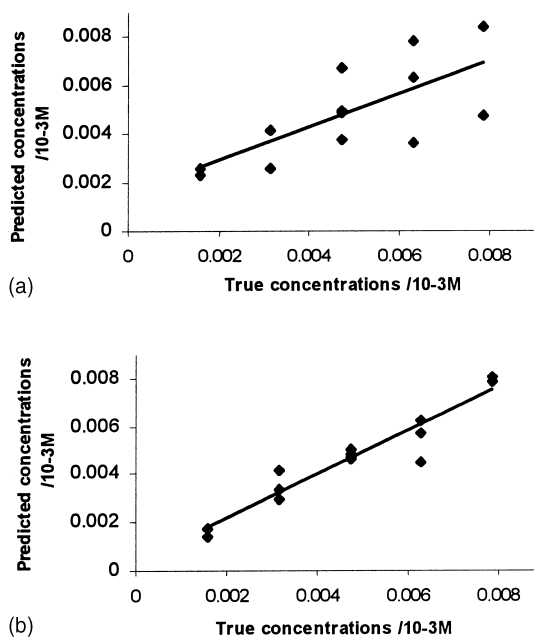 0.008
0.006
0.004
0.002
0
Predicted concentrations
/10-3M
0 0.002 0.004 0.006 0.008
True concentrations /10-3M
(a)
0.008
0.006
0.004
0.002
0
Predicted concentrations
/10-3M
0 0.002 0.004 0.006 0.008
True concentrations /10-3M
(b)